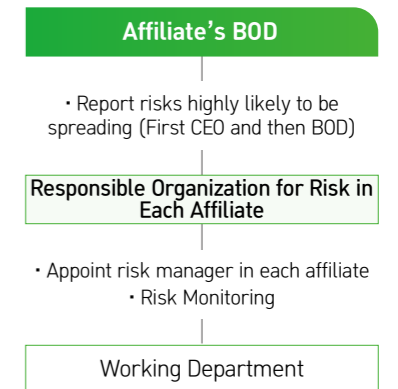 Affiliate’s BOD
· Report risks highly likely to be
spreading (First CEO and then BOD)
Responsible Organization for Risk in
Each Affiliate
· Appoint risk manager in each affiliate
· Risk Monitoring
Working Department